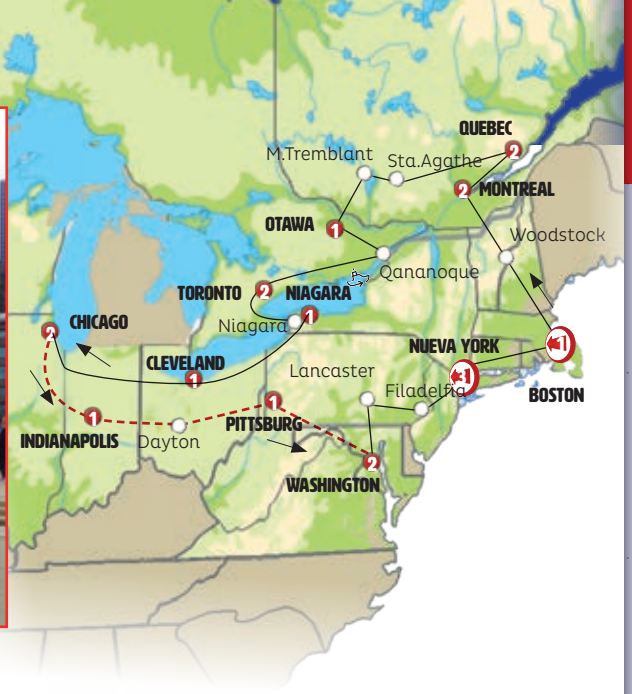 QUEBEC
2
M.Tremblant
Sta.Agathe
2
MONTREAL
OTAWA
1
Woodstock
Qananoque
TORONTO
2
NIAGARA
1
Niagara
2
CHICAGO
NUEVA YORK
1
CLEVELAND
1
Lancaster
3
Filadelfia
BOSTON
1
1
PITTSBURG
INDIANAPOLIS
Dayton
2
WASHINGTON